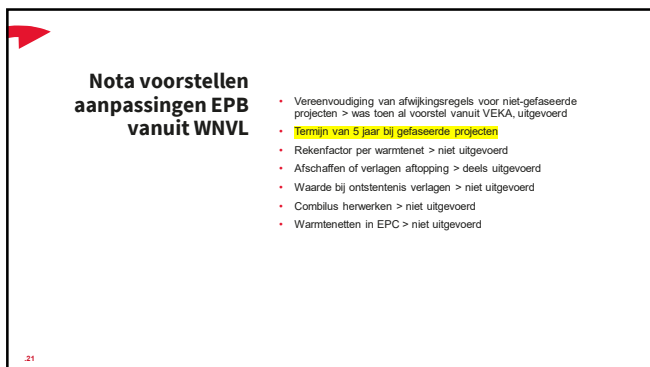 Nota voorstellen
aanpassingen EPB
vanuit WNVL
• Vereenvoudiging van afwijkingsregels voor niet-gefaseerde
projecten > was toen al voorstel vanuit VEKA, uitgevoerd
• Termijn van 5 jaar bij gefaseerde projecten
• Rekenfactor per warmtenet > niet uitgevoerd
• Afschaffen of verlagen aftopping > deels uitgevoerd
• Waarde bij ontstentenis verlagen > niet uitgevoerd
• Combilus herwerken > niet uitgevoerd
• Warmtenetten in EPC > niet uitgevoerd
.21